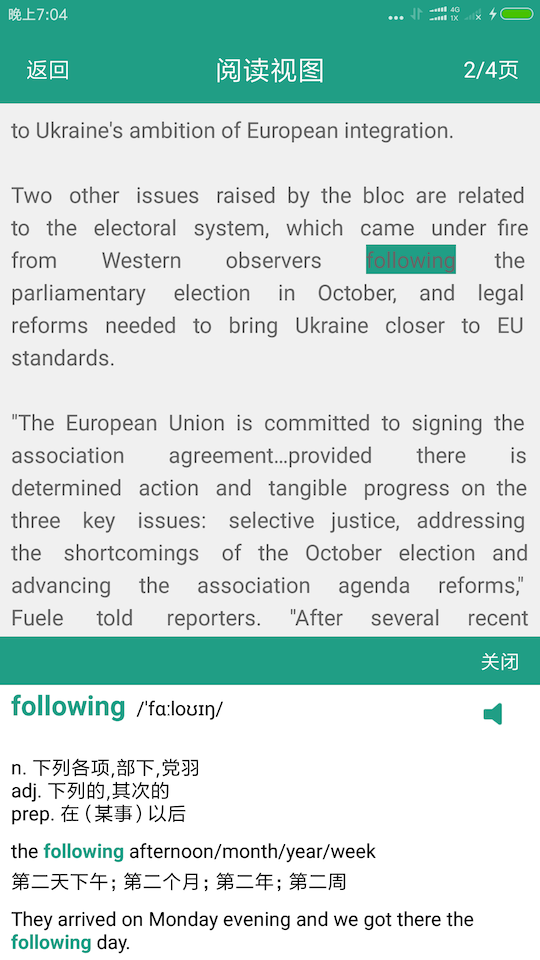 晚上7:04
4G
1X
返回
阅读视图
2/4页
to Ukraine's ambition of European integration.
Two other issues raised by the bloc are related
to the electoral system, which came under fire
from Western observers following the
parliamentary election in October, and legal
reforms needed to bring Ukraine closer to EU
standards.
"The European Union is committed to signing the
association agreement…provided there is
determined action and tangible progress on the
three key issues: selective justice, addressing
the shortcomings of the October election and
advancing the association agenda reforms,"
Fuele told reporters. "After several recent
关闭
following /ˈfɑːloʊɪŋ/
n. 下列各项,部下,党羽
adj. 下列的,其次的
prep. 在（某事）以后
the following afternoon/month/year/week
第二天下午；第二个月；第二年；第二周
They arrived on Monday evening and we got there the
following day.